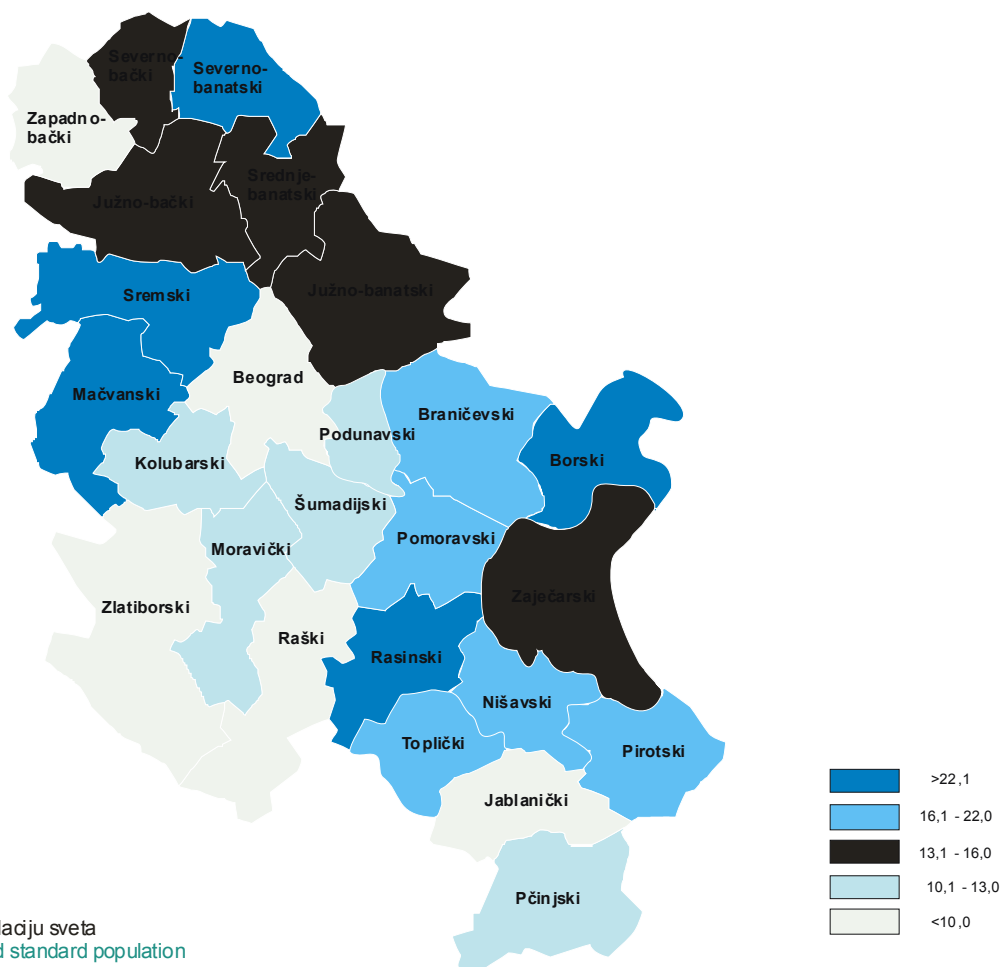 Severno-
bački
Severno-
banatski
Zapadno-
bački
Srednje-
banatski
Južno-bački
Južno-banatski
Sremski
Beograd
Mačvanski
Braničevski
Podunavski
Borski
Kolubarski
Šumadijski
Pomoravski
Moravički
Zaječarski
Zlatiborski
Raški
Rasinski
Nišavski
Toplički
Pirotski
Jablanički
Pčinjski
>22,1
16,1 - 22,0
13,1 - 16,0
10,1 - 13,0
<10,0
laciju sveta
d standard population